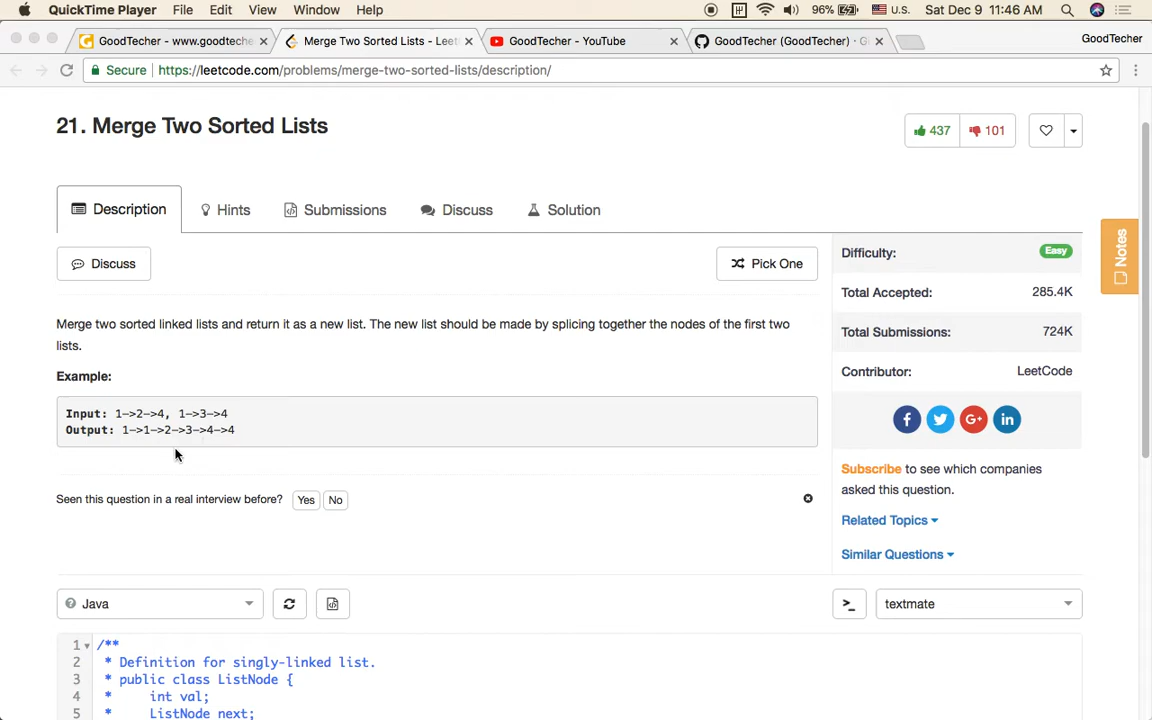 QuickTime Player File Edit View Window Help 96% U.S. Sat Dec 9 11:46 AM
GoodTecher - www.goodteche Merge Two Sorted Lists - Leet GoodTecher - YouTube GoodTecher (GoodTecher) · G GoodTecher
Secure https://leetcode.com/problems/merge-two-sorted-lists/description/
21. Merge Two Sorted Lists
437 101
Description Hints Submissions Discuss Solution
Notes
Discuss Pick One
Difficulty: Easy
Total Accepted: 285.4K
Total Submissions: 724K
Contributor: LeetCode
Merge two sorted linked lists and return it as a new list. The new list should be made by splicing together the nodes of the first two
lists.
Example:
Input: 1->2->4, 1->3->4
Output: 1->1->2->3->4->4
Subscribe to see which companies
asked this question.
Seen this question in a real interview before? Yes No
Related Topics
Similar Questions
Java textmate
1 /**
2 * Definition for singly-linked list.
3 * public class ListNode {
4 * int val;
5 * ListNode next;